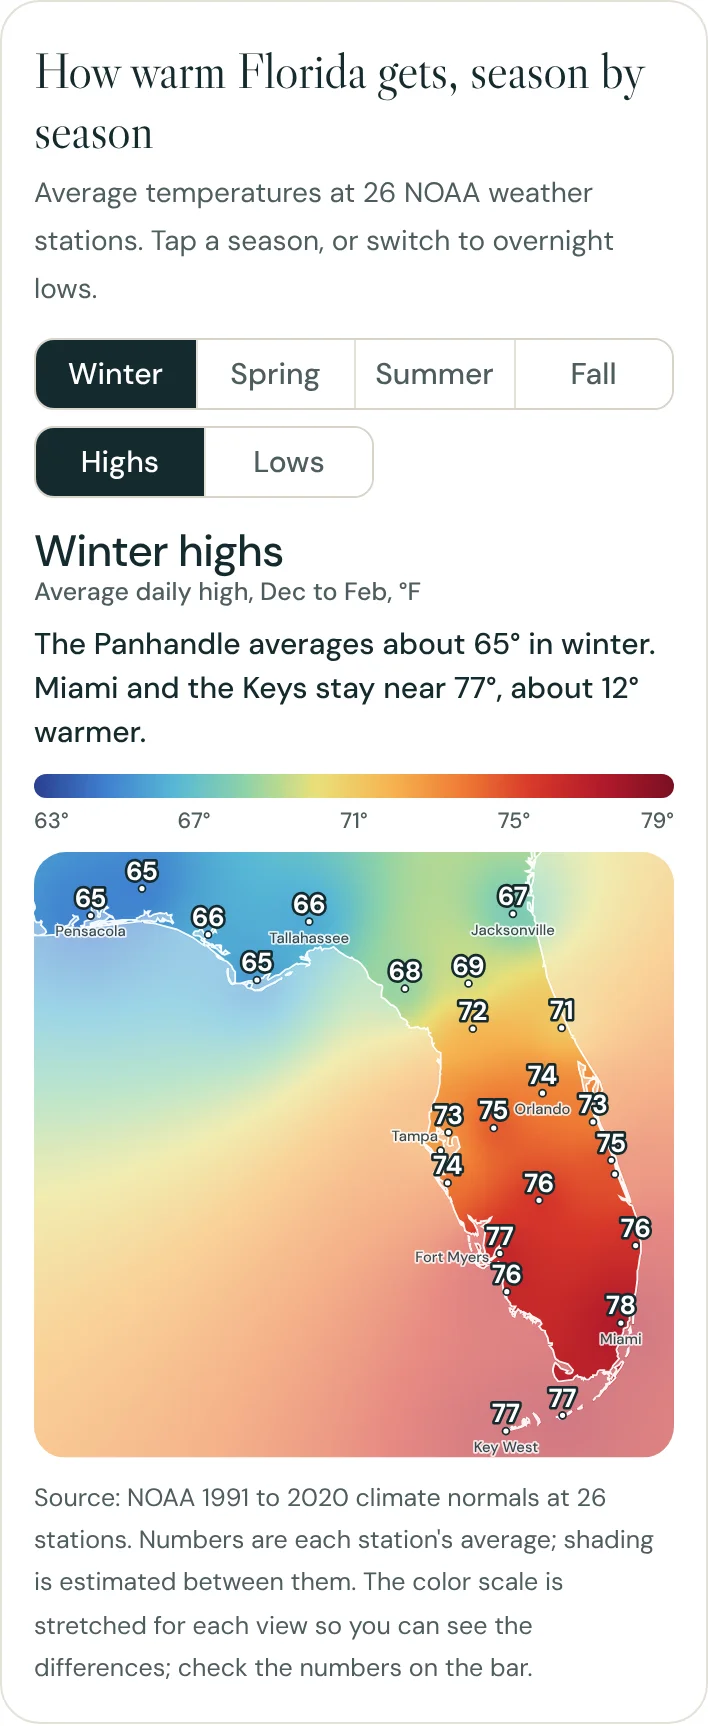 How warm Florida gets, season by
season
Average temperatures at 26 NOAA weather
stations. Tap a season, or switch to overnight
lows.
Winter
Spring
Summer
Fall
Highs
Lows
Winter highs
Average daily high, Dec to Feb, °F
The Panhandle averages about 65° in winter.
Miami and the Keys stay near 77°, about 12°
warmer.
63° 67° 71° 75° 79°
65
65
Pensacola
66
66
Tallahassee
65
67
Jacksonville
68
69
72
71
74
Orlando
73
75
73
Tampa
74
75
76
77
Fort Myers
76
76
78
Miami
77
77
Key West
Source: NOAA 1991 to 2020 climate normals at 26
stations. Numbers are each station's average; shading
is estimated between them. The color scale is
stretched for each view so you can see the
differences; check the numbers on the bar.